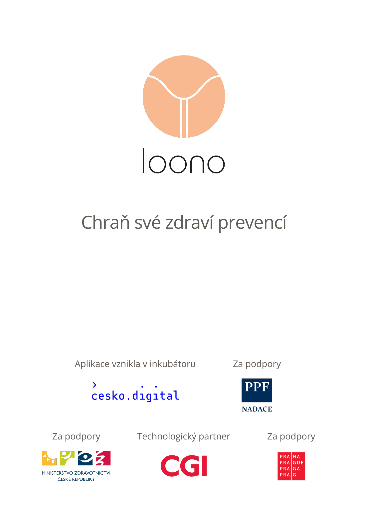 loono
Chraň své zdraví prevencí
Aplikace vznikla v inkubátoru
Za podpory
česko.digital
PPF
NADACE
Za podpory
Technologický partner
Za podpory
MINISTERSTVO ZDRAVOTNICTVÍ
ČESKÉ REPUBLIKY
CGI
PRA HA
PRA GUE
PRA GA
PRA G